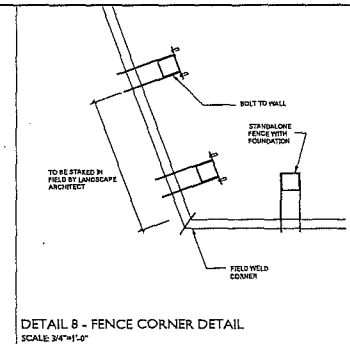 BOLT TO WALL
STANDALONE
FENCE WITH
FOUNDATION
TO BE STAKED IN
FIELD BY LANDSCAPE
ARCHITECT
FIELD WELD
CORNER
DETAIL 8 - FENCE CORNER DETAIL
SCALE: 3/4"=1'-0"